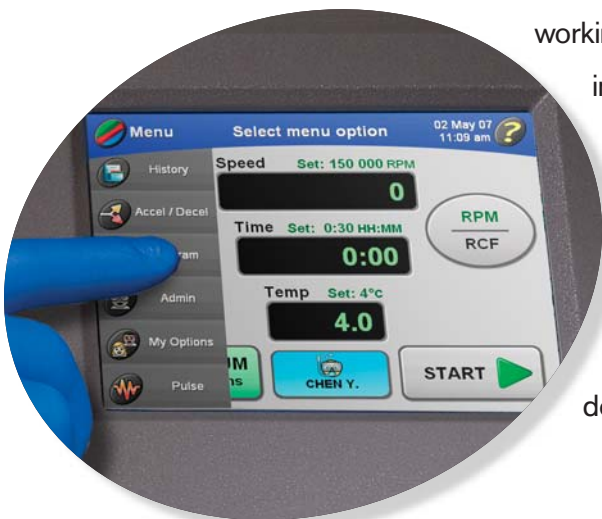 Menu
Select menu option
02 May 07
11:09 am
?
History
Accel / Decel
ram
Admin
My Options
Pulse
Speed Set: 150 000 RPM
0
Time Set: 0:30 HH:MM
0:00
Temp Set: 4°C
4.0
RPM
RCF
UM
ns
CHEN Y.
START
workin
in
de